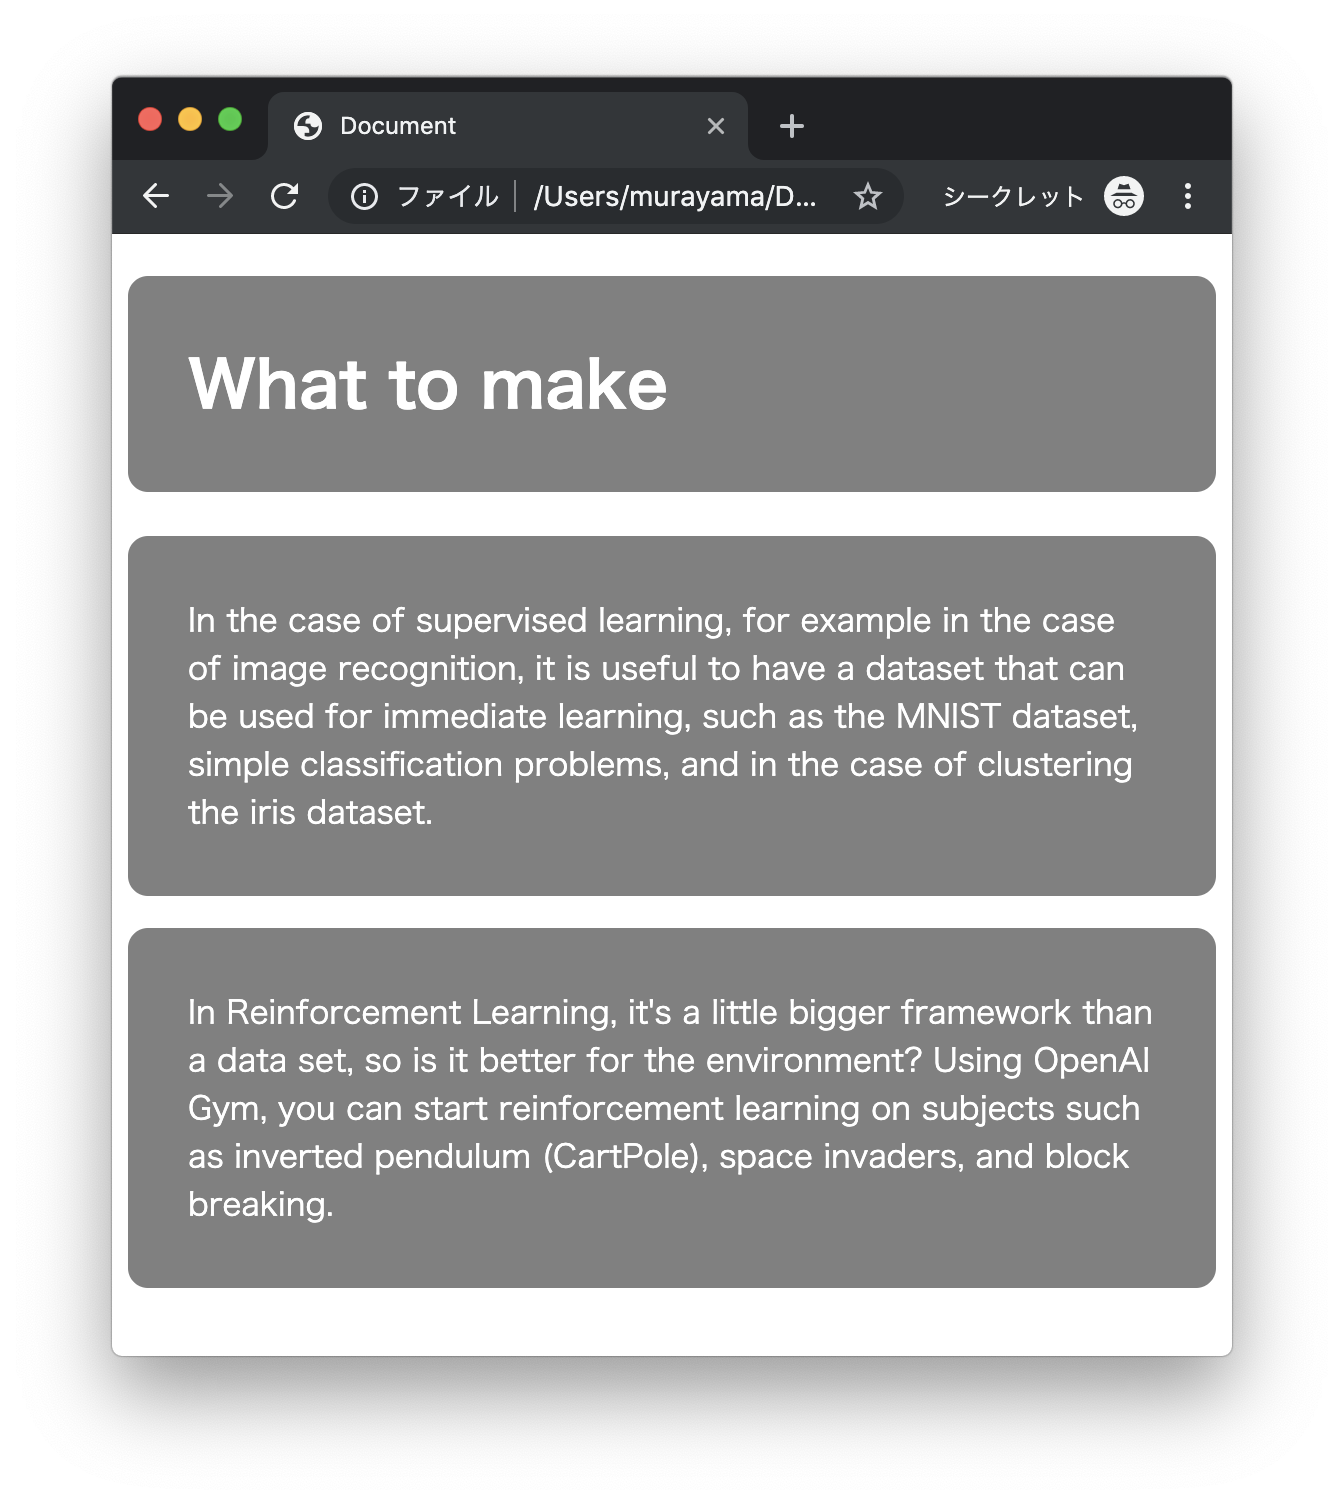 Document
ファイル /Users/murayama/D... シークレット
What to make
In the case of supervised learning, for example in the case
of image recognition, it is useful to have a dataset that can
be used for immediate learning, such as the MNIST dataset,
simple classification problems, and in the case of clustering
the iris dataset.
In Reinforcement Learning, it's a little bigger framework than
a data set, so is it better for the environment? Using OpenAI
Gym, you can start reinforcement learning on subjects such
as inverted pendulum (CartPole), space invaders, and block
breaking.